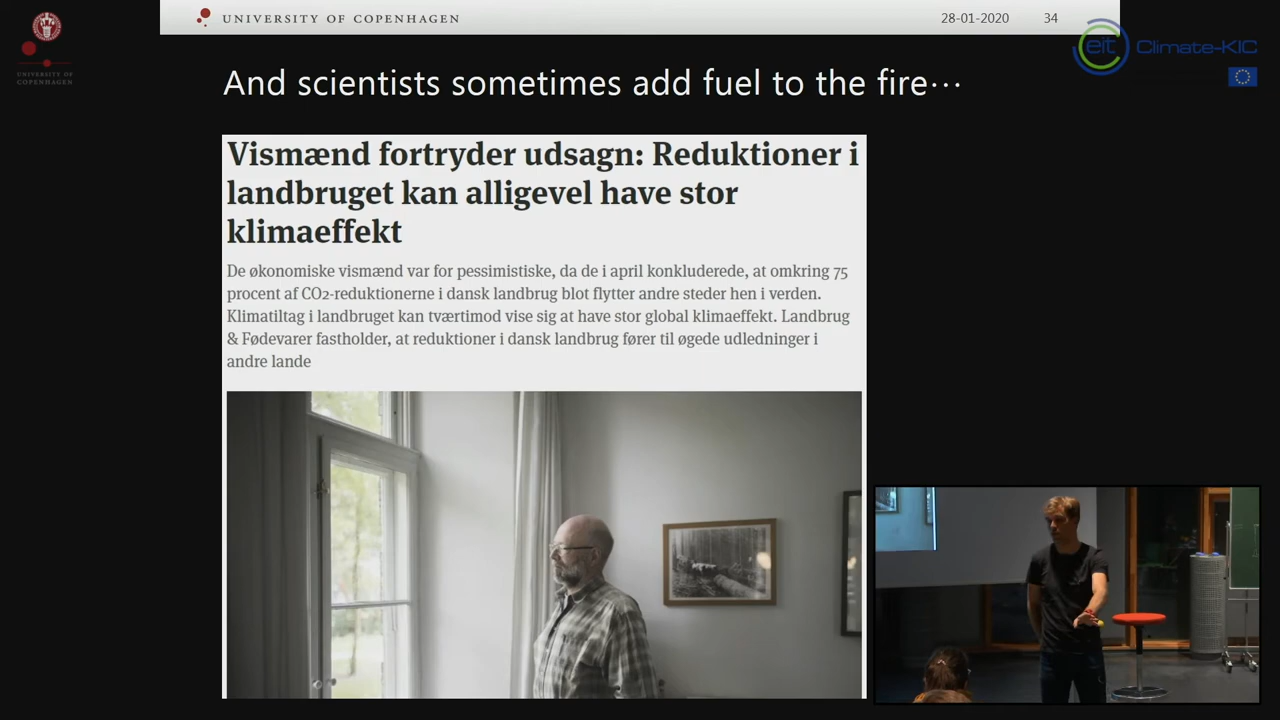 UNIVERSITY OF COPENHAGEN
28-01-2020
34
UNIVERSITY OF
COPENHAGEN
eit Climate-KIC
And scientists sometimes add fuel to the fire…
Vismænd fortryder udsagn: Reduktioner i
landbruget kan alligevel have stor
klimaeffekt
De økonomiske vismænd var for pessimistiske, da de i april konkluderede, at omkring 75
procent af CO2-reduktionerne i dansk landbrug blot flytter andre steder hen i verden.
Klimatiltag i landbruget kan tværtimod vise sig at have stor global klimaeffekt. Landbrug
& Fødevarer fastholder, at reduktioner i dansk landbrug fører til øgede udledninger i
andre lande